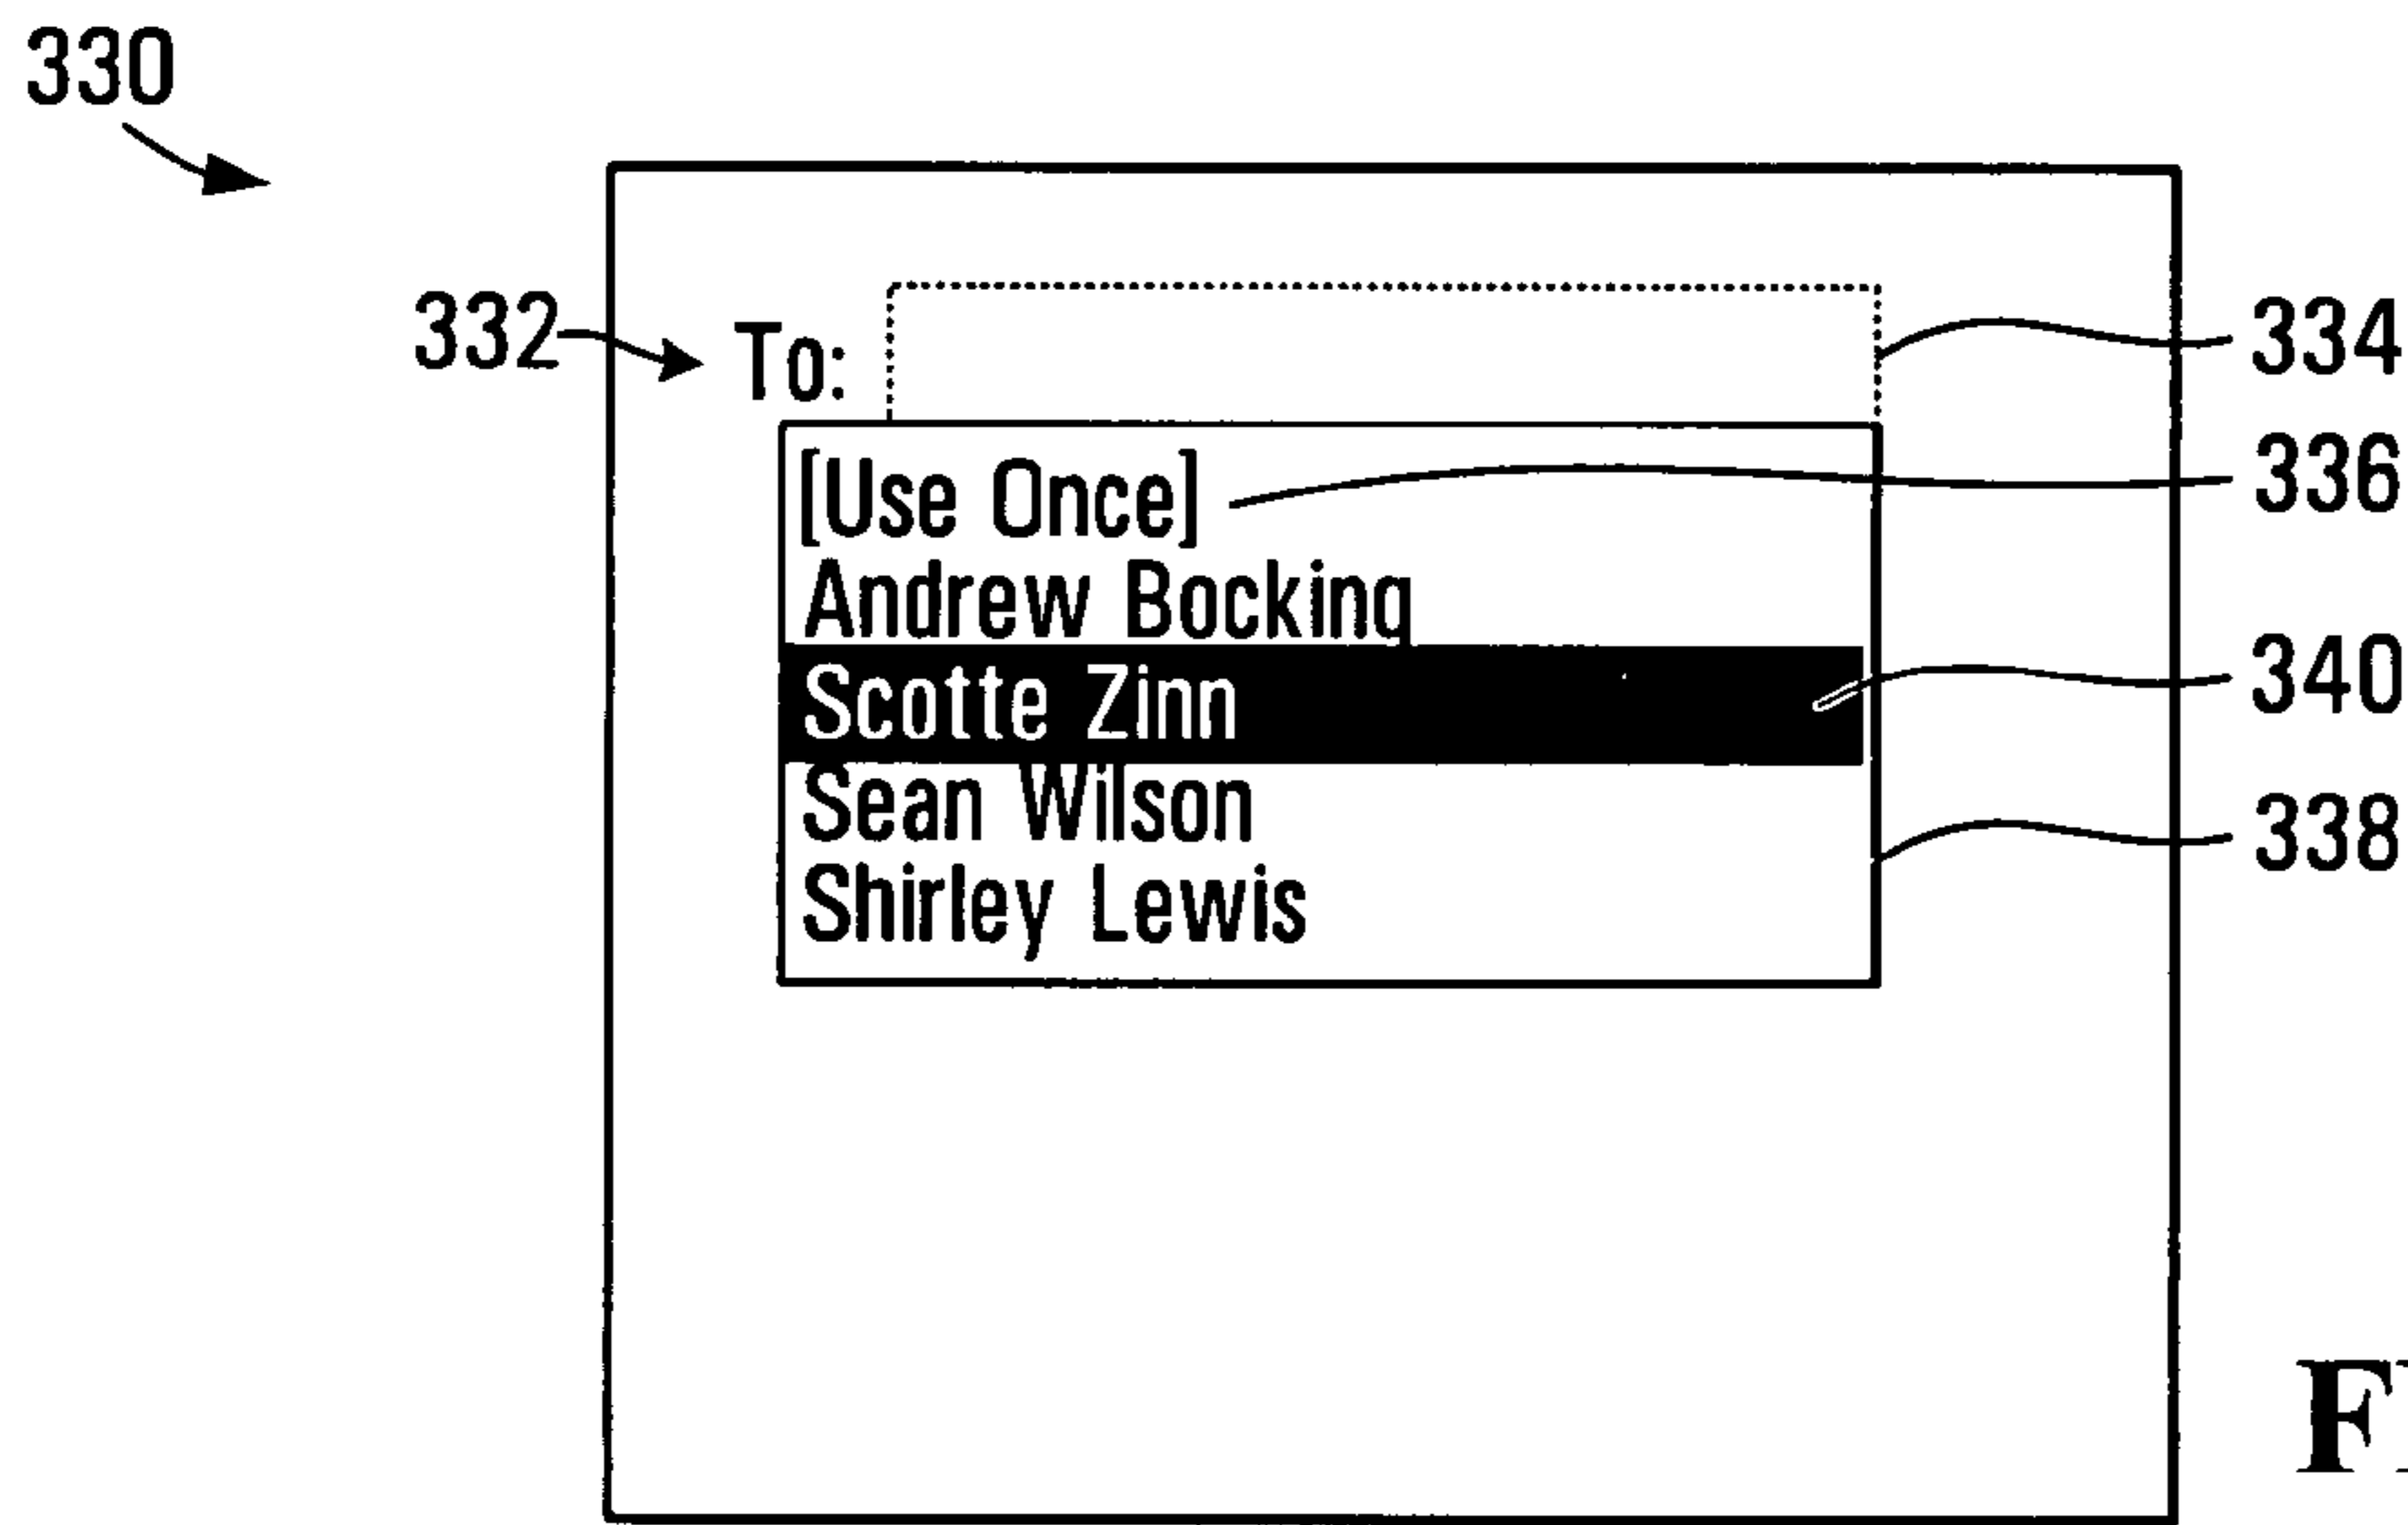 330
332 To: 334
[Use Once] 336
Andrew Bocking
Scotte Zinn 340
Sean Wilson 338
Shirley Lewis